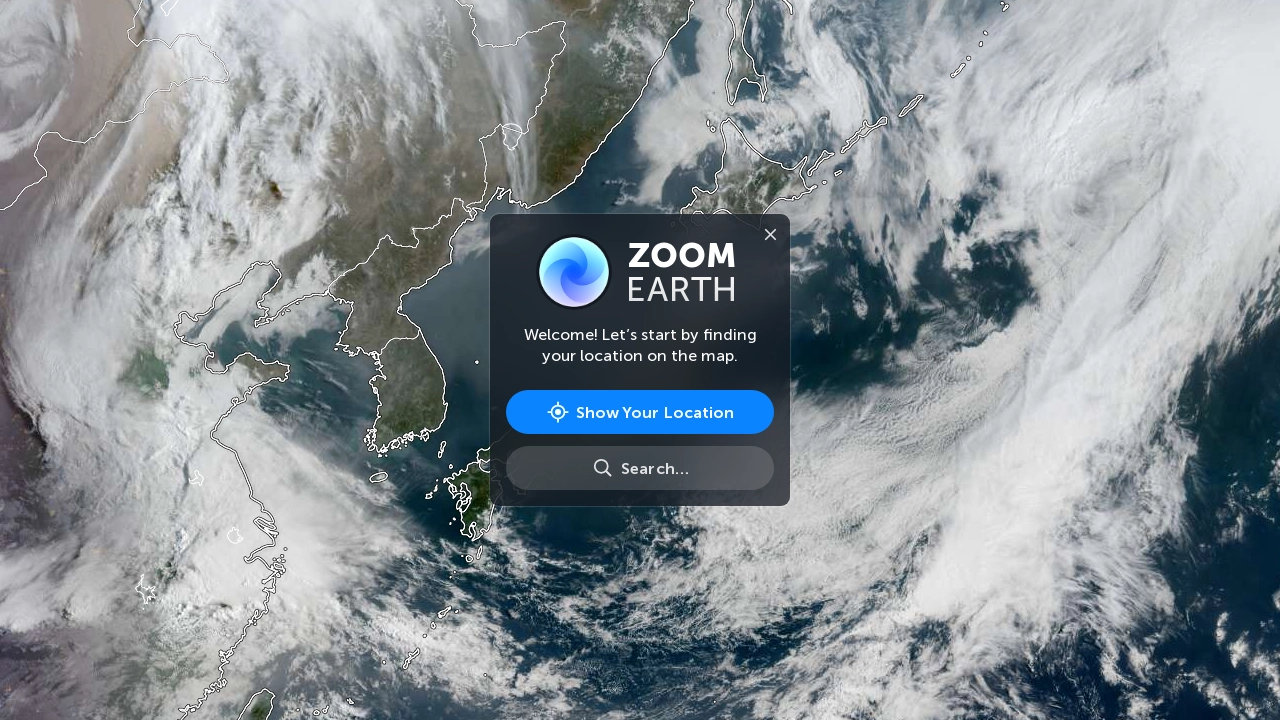 ZOOM
EARTH
Welcome! Let’s start by finding
your location on the map.
Show Your Location
Search...